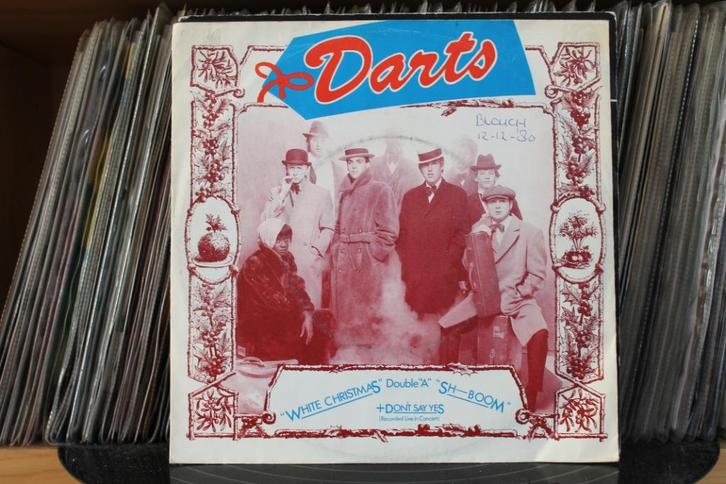 Darts
BLOUCH
12-12-80
"WHITE CHRISTMAS" Double "A" "SH—BOOM"
+ DON'T SAY YES
(Recorded Live in Concert)